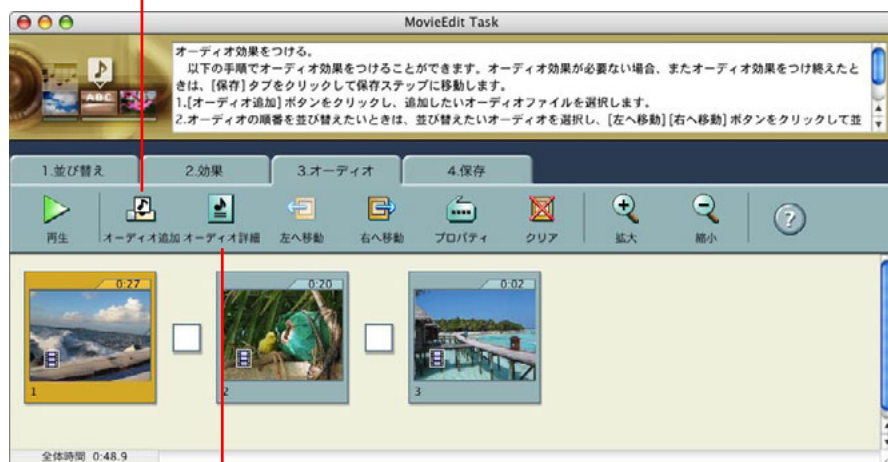 MovieEdit Task
オーディオ効果をつける。
以下の手順でオーディオ効果をつけることができます。オーディオ効果が必要ない場合、またオーディオ効果をつけ終えたと
きは、[保存]タブをクリックして保存ステップに移動します。
1.[オーディオ追加]ボタンをクリックし、追加したいオーディオファイルを選択します。
2.オーディオの順番を並び替えたいときは、並び替えたいオーディオを選択し、[左へ移動][右へ移動]ボタンをクリックして並
ABC
1.並び替え 2.効果 3.オーディオ 4.保存
再生 オーディオ追加 オーディオ詳細 左へ移動 右へ移動 プロパティ クリア 拡大 縮小 ?
0:27 0:20 0:02
1 2 3
全体時間 0:48.9